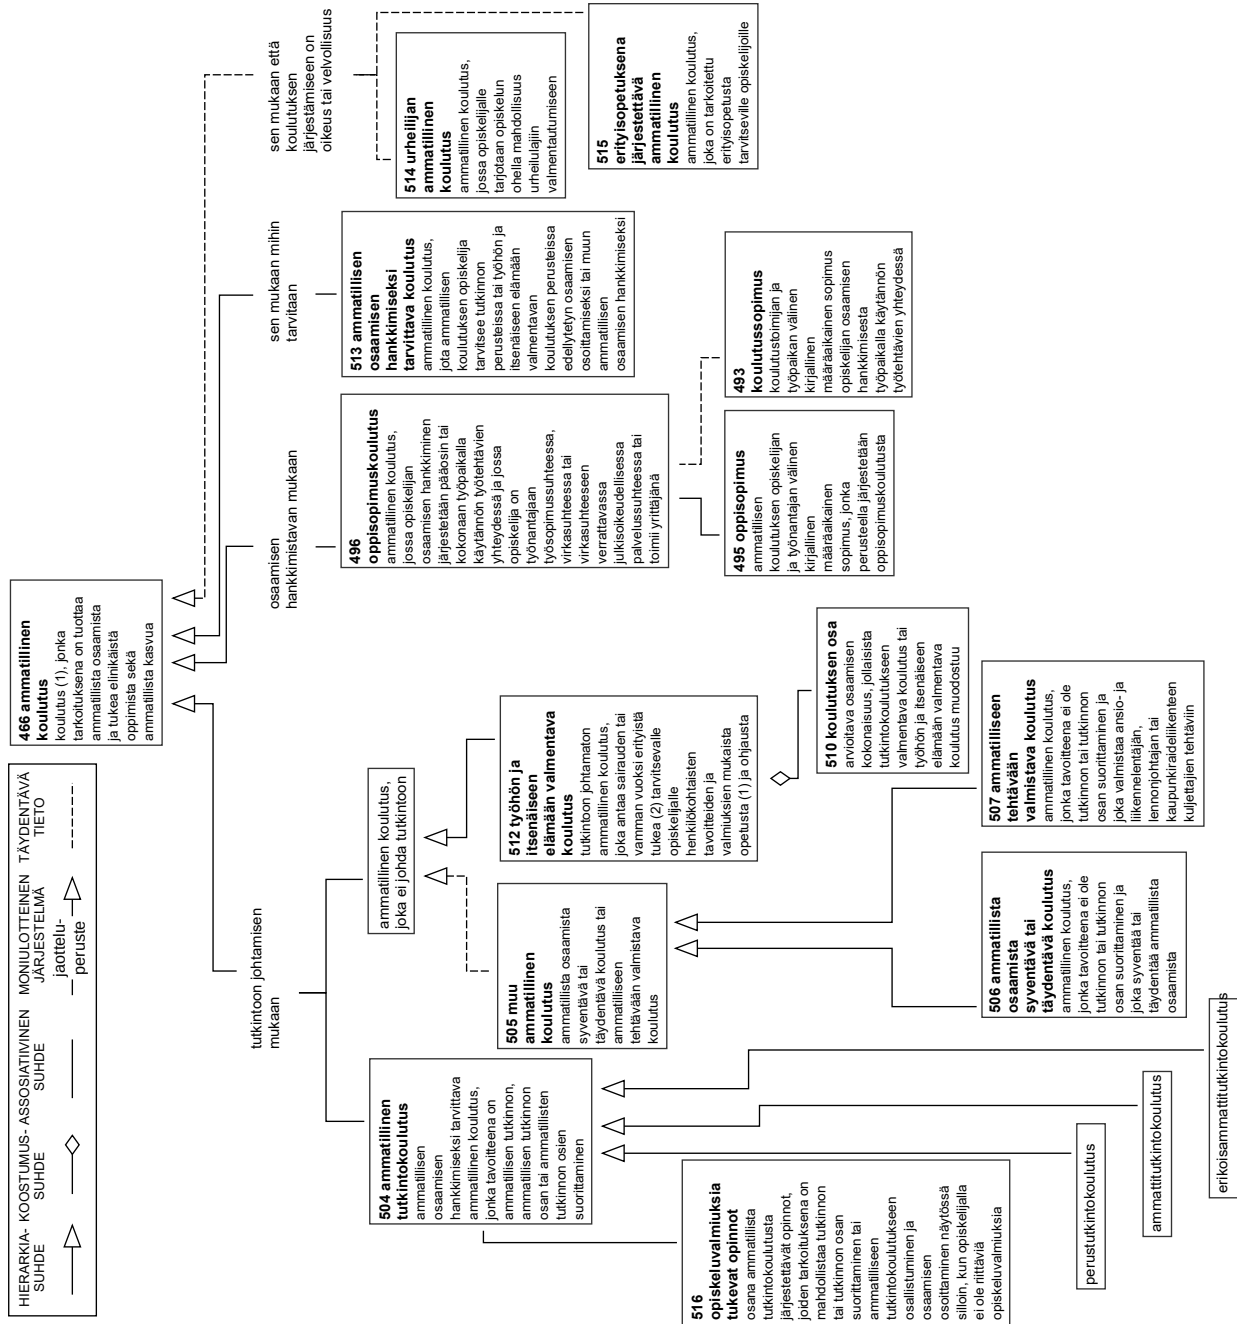 HIERARKIA-
SUHDE
KOOSTUMUS-
SUHDE
ASSOSIATIIVINEN
SUHDE
MONIULOTTEINEN
JÄRJESTELMÄ
jaottelu-
peruste
TÄYDENTÄVÄ
TIETO
466 ammatillinen
koulutus
koulutus (1), jonka
tarkoituksena on tuottaa
ammatillista osaamista
ja tukea elinikäistä
oppimista sekä
ammatillista kasvua
tutkintoon johtamisen
mukaan
osaamisen
hankkimistavan mukaan
sen mukaan mihin
tarvitaan
sen mukaan että
koulutuksen
järjestämiseen on
oikeus tai velvollisuus
504 ammatillinen
tutkintokoulutus
ammatillisen
osaamisen
hankkimiseksi tarvittava
ammatillinen koulutus,
jonka tavoitteena on
ammatillisen tutkinnon,
ammatillisen tutkinnon
osan tai ammatillisten
tutkinnon osien
suorittaminen
ammatillinen koulutus,
joka ei johda tutkintoon
505 muu
ammatillinen
koulutus
ammatillista osaamista
syventävä tai
täydentävä koulutus tai
ammatilliseen
tehtävään valmistava
koulutus
512 työhön ja
itsenäiseen
elämään valmentava
koulutus
tutkintoon johtamaton
ammatillinen koulutus,
joka antaa sairauden tai
vamman vuoksi erityistä
tukea (2) tarvitsevalle
opiskelijalle
henkilökohtaisten
tavoitteiden ja
valmiuksien mukaista
opetusta (1) ja ohjausta
496
oppisopimuskoulutus
ammatillinen koulutus,
jossa opiskelijan
osaamisen hankkiminen
järjestetään pääosin tai
kokonaan työpaikalla
käytännön työtehtävien
yhteydessä ja jossa
opiskelija on
työnantajaan
työsopimussuhteessa,
virkasuhteessa tai
virkasuhteeseen
verrattavassa
julkisoikeudellisessa
palvelussuhteessa tai
toimii yrittäjänä
513 ammatillisen
osaamisen
hankkimiseksi
tarvittava koulutus
ammatillinen koulutus,
jota ammatillisen
koulutuksen opiskelija
tarvitsee tutkinnon
perusteissa tai työhön ja
itsenäiseen elämään
valmentavan
koulutuksen perusteissa
edellytetyn osaamisen
osoittamiseksi tai muun
ammatillisen
osaamisen hankkimiseksi
514 urheilijan
ammatillinen
koulutus
ammatillinen koulutus,
jossa opiskelijalle
tarjotaan opiskelun
ohella mahdollisuus
urheilulajiin
valmentautumiseen
515
erityisopetuksena
järjestettävä
ammatillinen
koulutus
ammatillinen koulutus,
joka on tarkoitettu
erityisopetusta
tarvitseville opiskelijoille
516
opiskeluvalmiuksia
tukevat opinnot
osana ammatillista
tutkintokoulutusta
järjestettävät opinnot,
joiden tarkoituksena on
mahdollistaa tutkinnon
tai tutkinnon osan
suorittaminen tai
ammatilliseen
tutkintokoulutukseen
osallistuminen ja
osaamisen
osoittaminen näytössä
silloin, kun opiskelijalla
ei ole riittäviä
opiskeluvalmiuksia
510 koulutuksen osa
arvioitava osaamisen
kokonaisuus, jollaisista
tutkintokoulutukseen
valmentava koulutus tai
työhön ja itsenäiseen
elämään valmentava
koulutus muodostuu
495 oppisopimus
ammatillisen
koulutuksen opiskelijan
ja työnantajan välinen
kirjallinen
määräaikainen
sopimus, jonka
perusteella järjestetään
oppisopimuskoulutusta
493
koulutussopimus
koulutustoimijan ja
työpaikan välinen
kirjallinen
määräaikainen sopimus
opiskelijan osaamisen
hankkimisesta
työpaikalla käytännön
työtehtävien yhteydessä
506 ammatillista
osaamista
syventävä tai
täydentävä koulutus
ammatillinen koulutus,
jonka tavoitteena ei ole
tutkinnon tai tutkinnon
osan suorittaminen ja
joka syventää tai
täydentää ammatillista
osaamista
507 ammatilliseen
tehtävään
valmistava koulutus
ammatillinen koulutus,
jonka tavoitteena ei ole
tutkinnon tai tutkinnon
osan suorittaminen ja
joka valmistaa ansio- ja
liikennelentäjän,
lennonjohtajan tai
kaupunkiraideliikenteen
kuljettajien tehtäviin
perustutkintokoulutus
ammattitutkintokoulutus
erikoisammattitutkintokoulutus